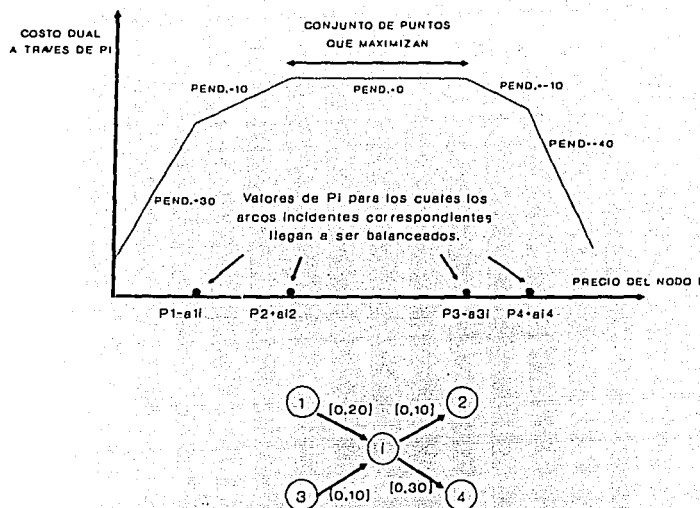 COSTO DUAL
A TRAVES DE PI
CONJUNTO DE PUNTOS
QUE MAXIMIZAN
PEND.=10
PEND.=0
PEND.=-10
PEND=-40
PEND.=30
Valores de PI para los cuales los
arcos incidentes correspondientes
llegan a ser balanceados.
PRECIO DEL NODO I
P1-a1i
P2+ai2
P3-a3i
P4+ai4
1
[0,20]
[0,10]
2
I
3
[0,10]
[0,30]
4